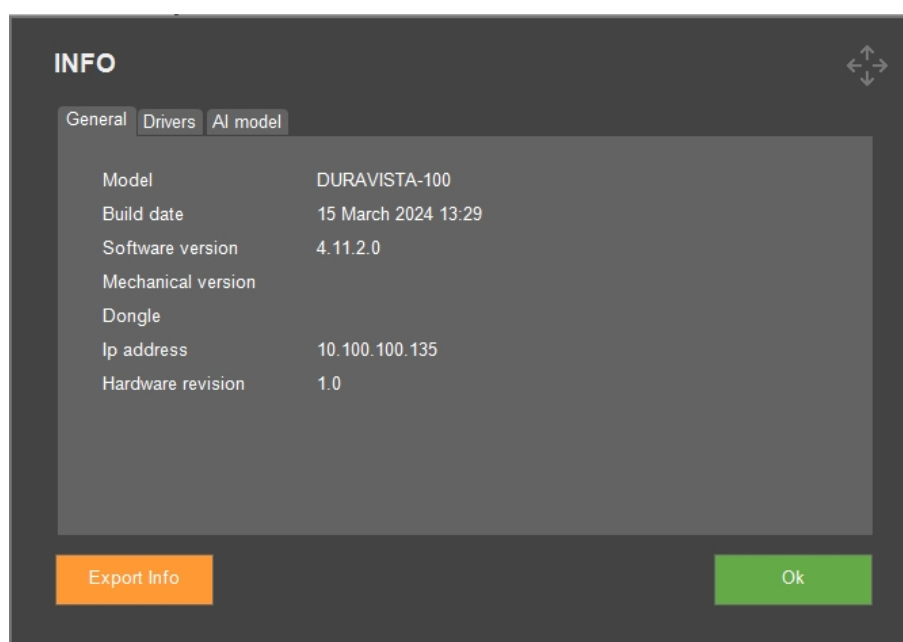 INFO
General Drivers AI model
Model DURAVISTA-100
Build date 15 March 2024 13:29
Software version 4.11.2.0
Mechanical version
Dongle
Ip address 10.100.100.135
Hardware revision 1.0
Export Info Ok